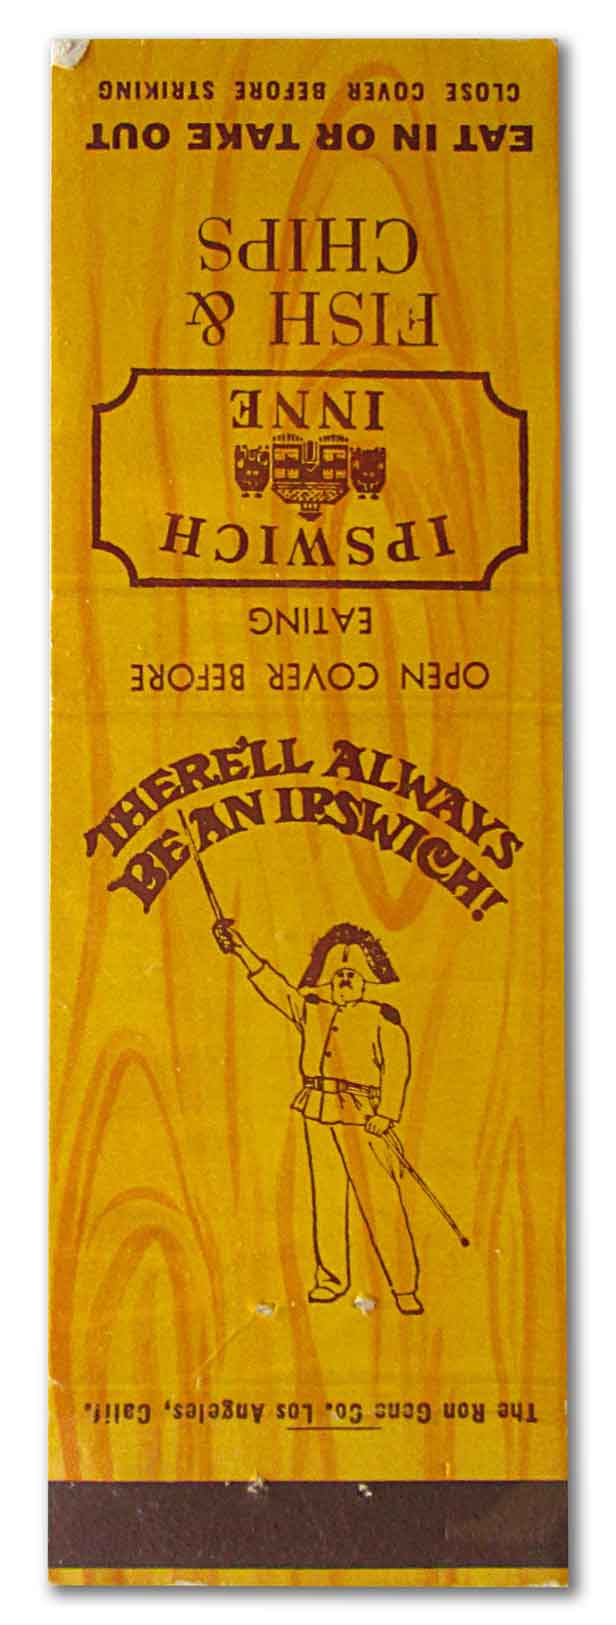 CLOSE COVER BEFORE STRIKING
EAT IN OR TAKE OUT
FISH &
CHIPS
IPSWICH
INNE
OPEN COVER BEFORE
EATING
THERE'LL ALWAYS
BE AN IPSWICH!
The Ron Gene Co. Los Angeles, Calif.